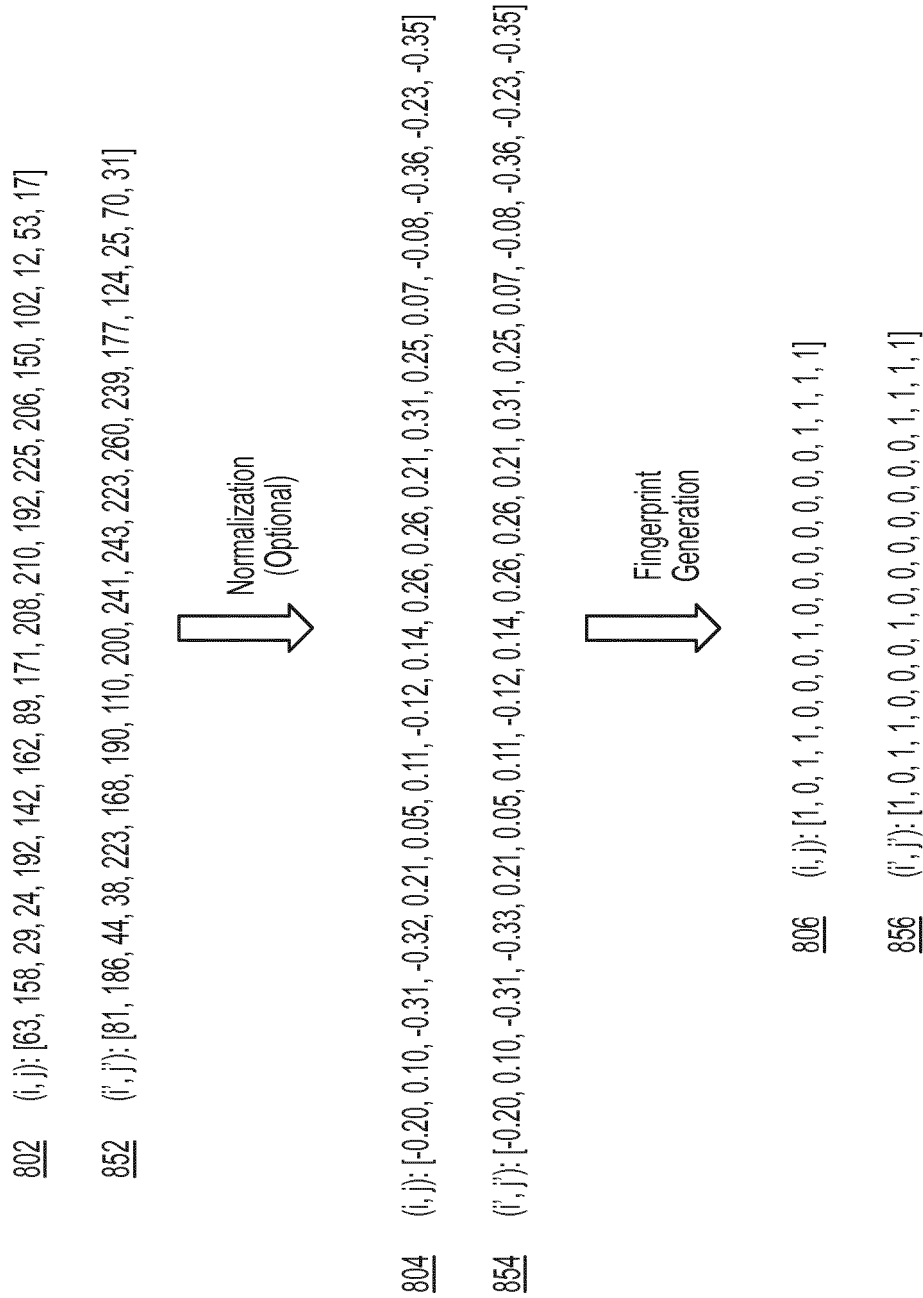 802 (i, j): [63, 158, 29, 24, 192, 142, 162, 89, 171, 208, 210, 192, 225, 206, 150, 102, 12, 53, 17]
852 (i', j'): [81, 186, 44, 38, 223, 168, 190, 110, 200, 241, 243, 223, 260, 239, 177, 124, 25, 70, 31]
Normalization
(Optional)
804 (i, j): [-0.20, 0.10, -0.31, -0.32, 0.21, 0.05, 0.11, -0.12, 0.14, 0.26, 0.26, 0.21, 0.31, 0.25, 0.07, -0.08, -0.36, -0.23, -0.35]
854 (i', j'): [-0.20, 0.10, -0.31, -0.33, 0.21, 0.05, 0.11, -0.12, 0.14, 0.26, 0.26, 0.21, 0.31, 0.25, 0.07, -0.08, -0.36, -0.23, -0.35]
Fingerprint
Generation
806 (i, j): [1, 0, 1, 1, 0, 0, 0, 1, 0, 0, 0, 0, 0, 0, 0, 1, 1, 1, 1]
856 (i', j'): [1, 0, 1, 1, 0, 0, 0, 1, 0, 0, 0, 0, 0, 0, 0, 1, 1, 1, 1]